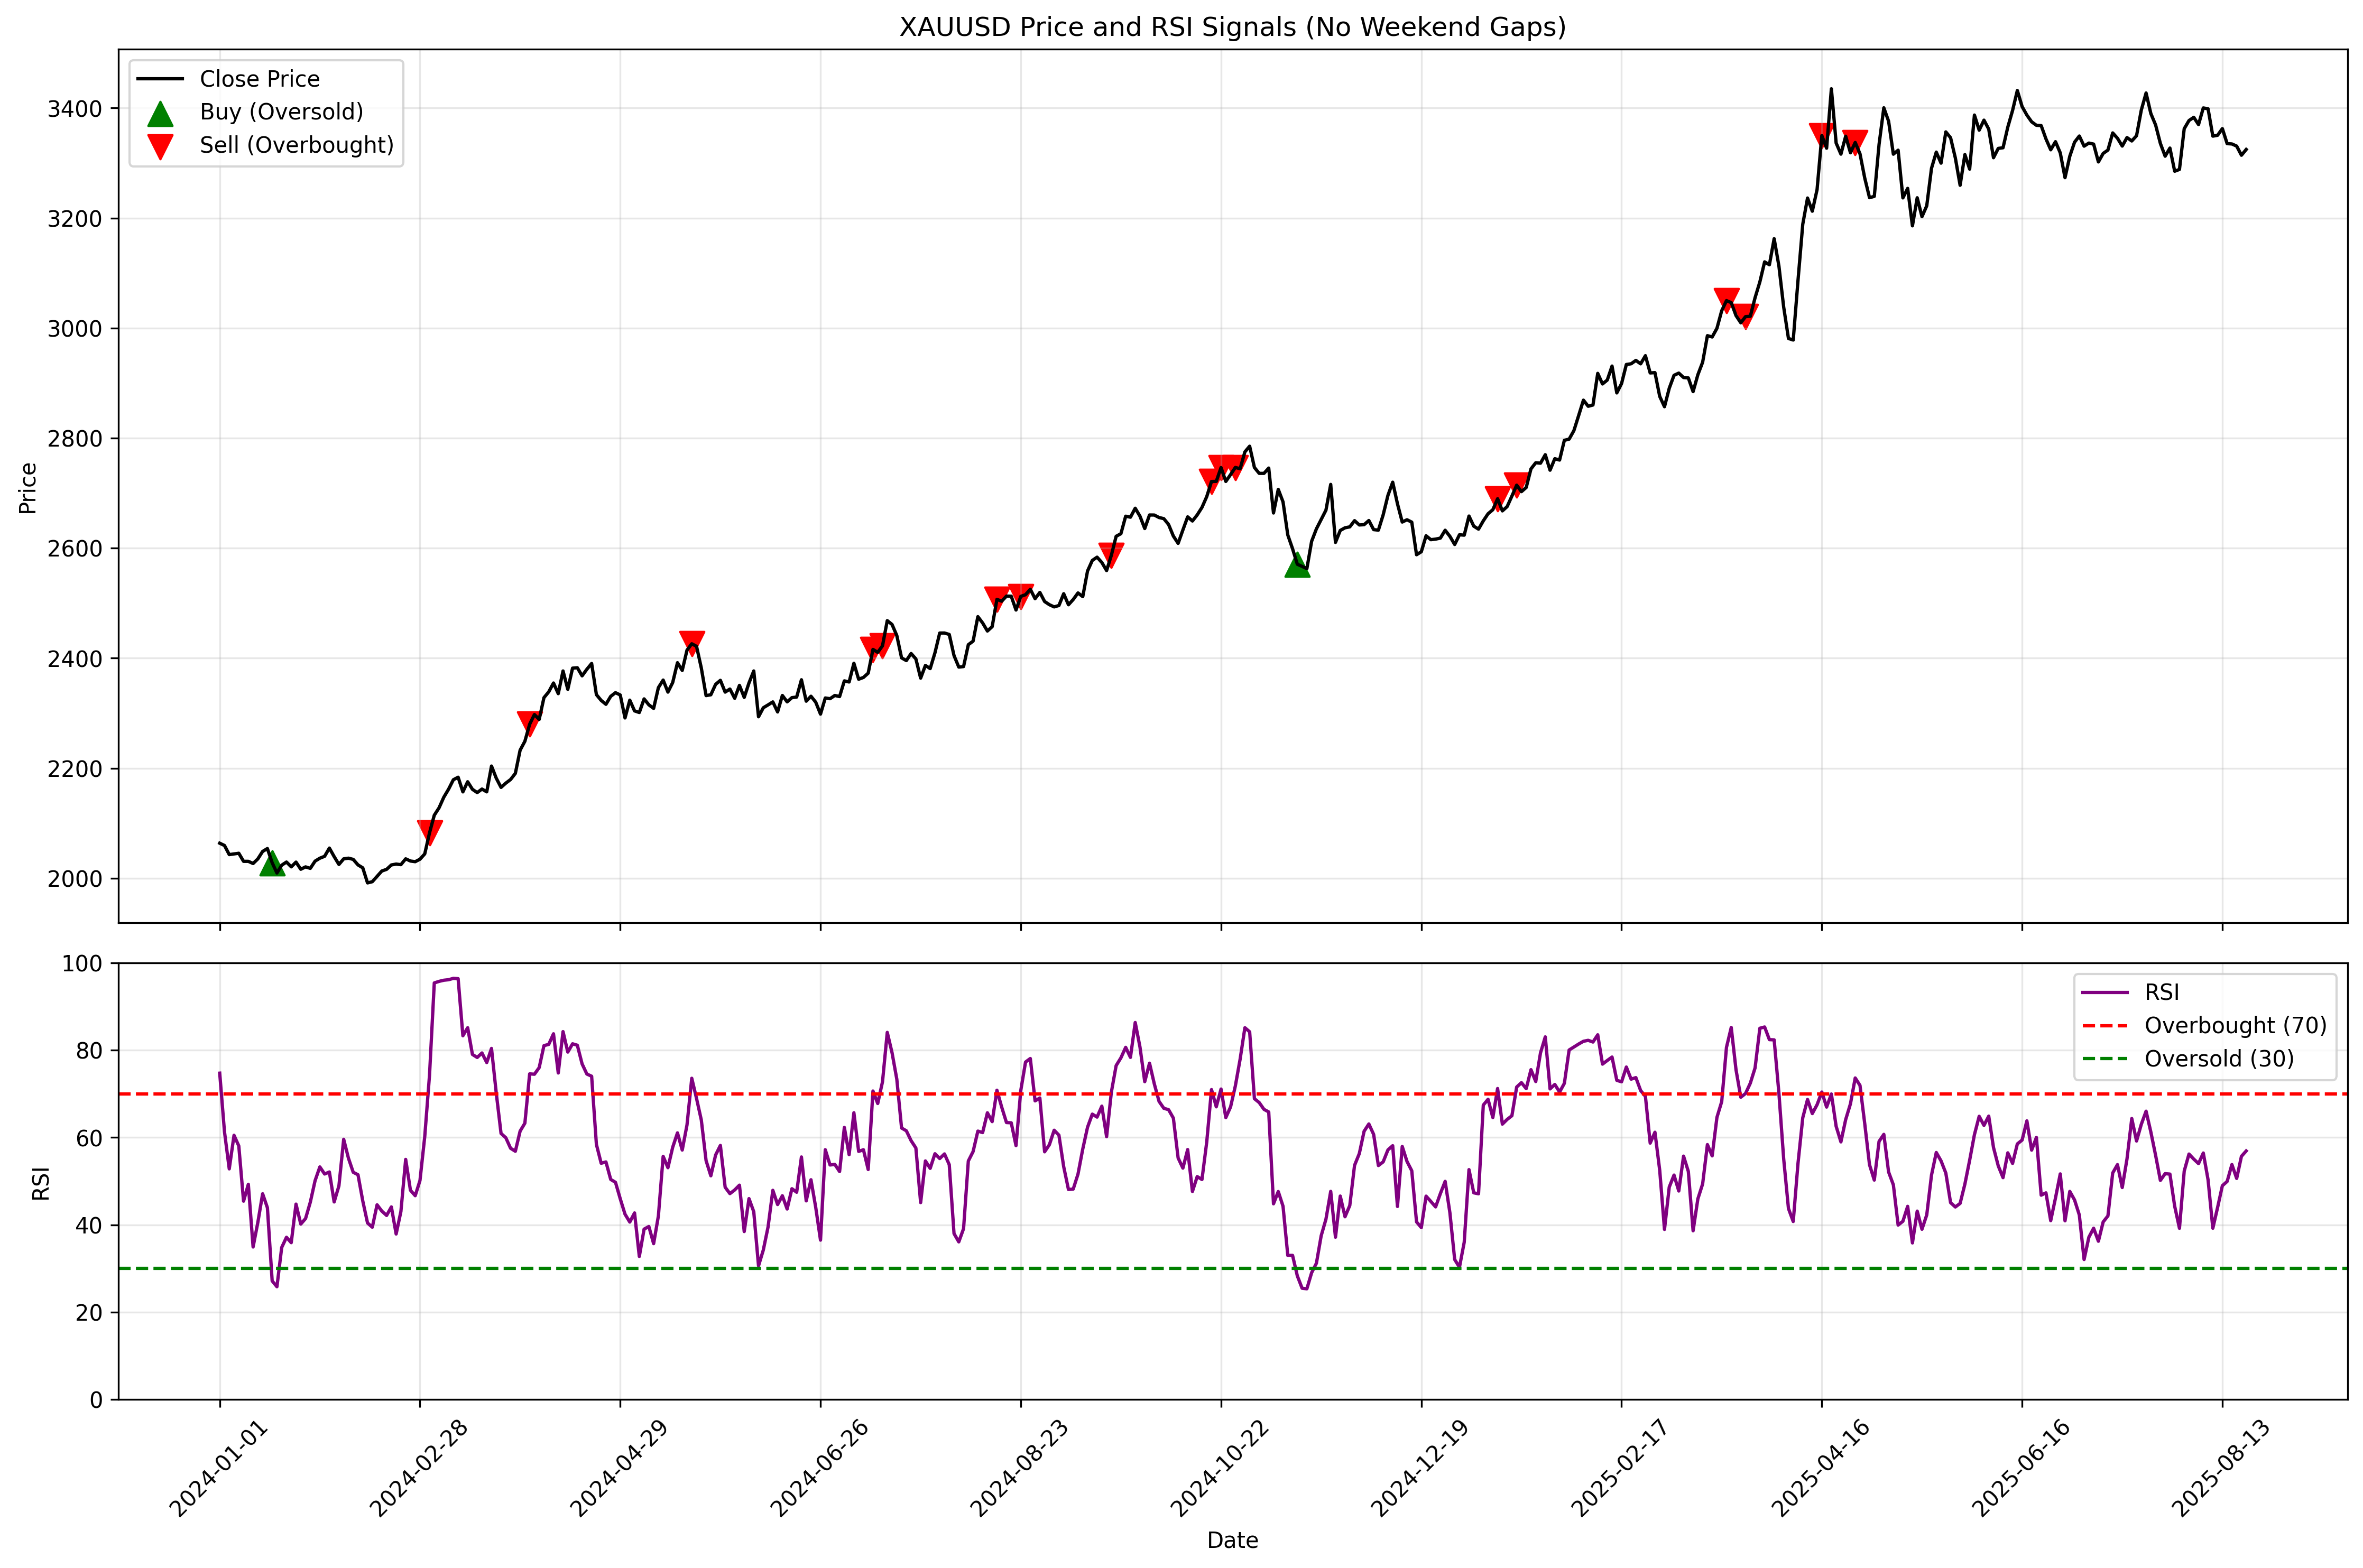 XAUUSD Price and RSI Signals (No Weekend Gaps)
Close Price
Buy (Oversold)
Sell (Overbought)
3400
3200
3000
2800
2600
2400
2200
2000
Price
RSI
Overbought (70)
Oversold (30)
100
80
60
40
20
0
RSI
2024-01-01
2024-02-28
2024-04-29
2024-06-26
2024-08-23
2024-10-22
2024-12-19
2025-02-17
2025-04-16
2025-06-16
2025-08-13
Date